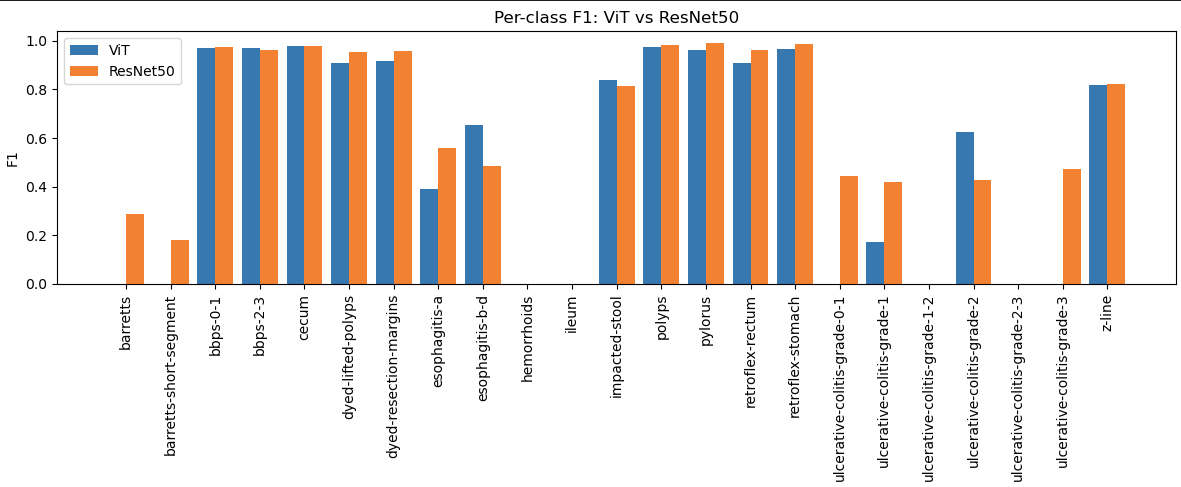 Per-class F1: ViT vs ResNet50
ViT
ResNet50
1.0
0.8
0.6
0.4
0.2
0.0
F1
barretts
barretts-short-segment
bbps-0-1
bbps-2-3
cecum
dyed-lifted-polyps
dyed-resection-margins
esophagitis-a
esophagitis-b-d
hemorrhoids
ileum
impacted-stool
polyps
pylorus
retroflex-rectum
retroflex-stomach
ulcerative-colitis-grade-0-1
ulcerative-colitis-grade-1
ulcerative-colitis-grade-1-2
ulcerative-colitis-grade-2
ulcerative-colitis-grade-2-3
ulcerative-colitis-grade-3
z-line